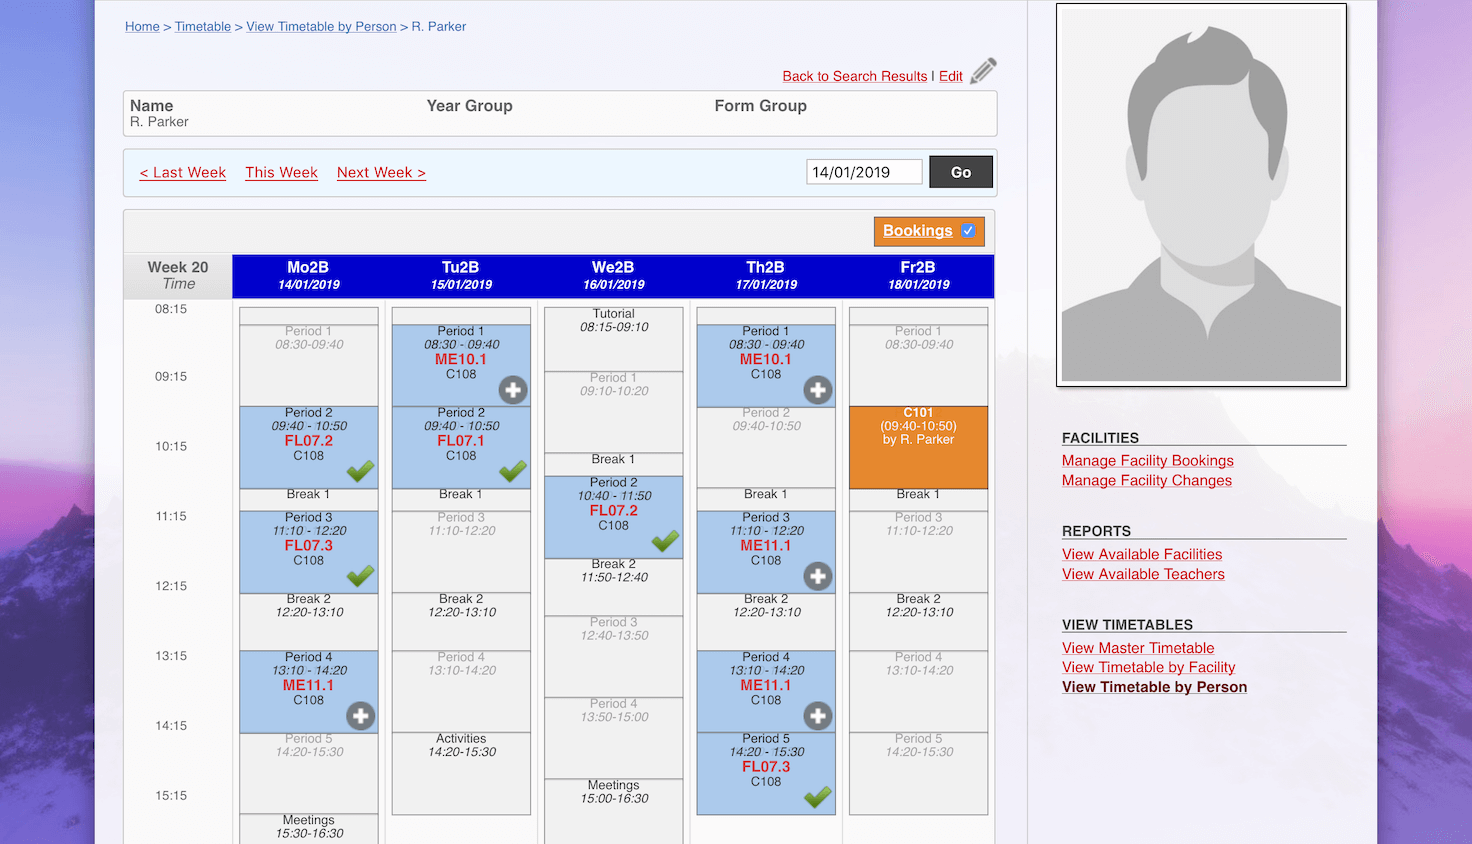 Home > Timetable > View Timetable by Person > R. Parker
Back to Search Results | Edit
Name Year Group Form Group
R. Parker
< Last Week This Week Next Week > 14/01/2019 Go
Bookings
Week 20
Time
Mo2B
14/01/2019
Tu2B
15/01/2019
We2B
16/01/2019
Th2B
17/01/2019
Fr2B
18/01/2019
08:15
09:15
10:15
11:15
12:15
13:15
14:15
15:15
Period 1
08:30-09:40
Period 2
09:40 - 10:50
FL07.2
C108
Break 1
Period 3
11:10 - 12:20
FL07.3
C108
Break 2
12:20-13:10
Period 4
13:10 - 14:20
ME11.1
C108
Period 5
14:20-15:30
Meetings
15:30-16:30
Period 1
08:30 - 09:40
ME10.1
C108
Period 2
09:40 - 10:50
FL07.1
C108
Break 1
Period 3
11:10-12:20
Break 2
12:20-13:10
Period 4
13:10-14:20
Activities
14:20-15:30
Tutorial
08:15-09:10
Period 1
09:10-10:20
Break 1
Period 2
10:40 - 11:50
FL07.2
C108
Break 2
11:50-12:40
Period 3
12:40-13:50
Period 4
13:50-15:00
Meetings
15:00-16:30
Period 1
08:30 - 09:40
ME10.1
C108
Period 2
09:40-10:50
Break 1
Period 3
11:10 - 12:20
ME11.1
C108
Break 2
12:20-13:10
Period 4
13:10 - 14:20
ME11.1
C108
Period 5
14:20 - 15:30
FL07.3
C108
Period 1
08:30-09:40
C101
(09:40-10:50)
by R. Parker
Break 1
Period 3
11:10-12:20
Break 2
12:20-13:10
Period 4
13:10-14:20
Period 5
14:20-15:30
FACILITIES
Manage Facility Bookings
Manage Facility Changes
REPORTS
View Available Facilities
View Available Teachers
VIEW TIMETABLES
View Master Timetable
View Timetable by Facility
View Timetable by Person